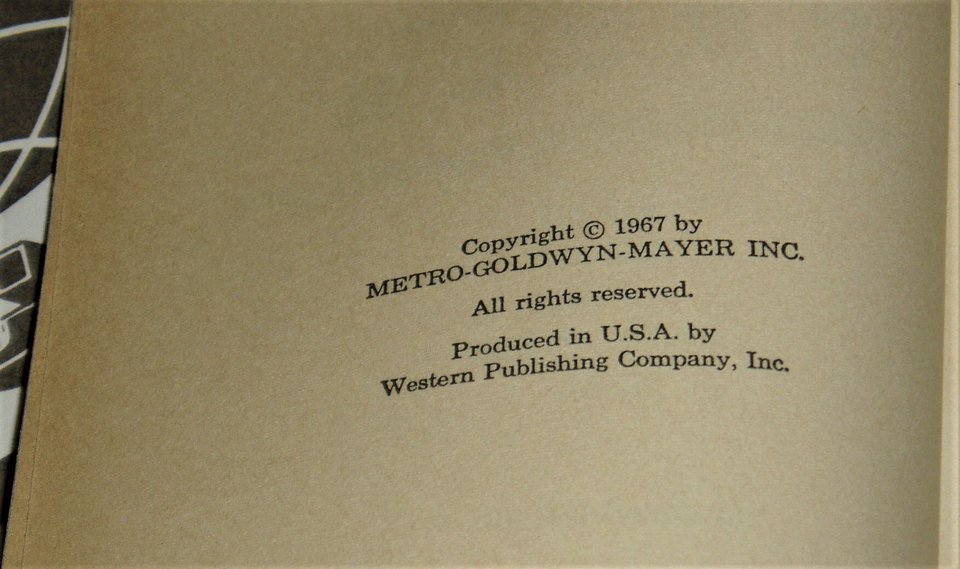 Copyright © 1967 by
METRO-GOLDWYN-MAYER INC.
All rights reserved.
Produced in U.S.A. by
Western Publishing Company, Inc.